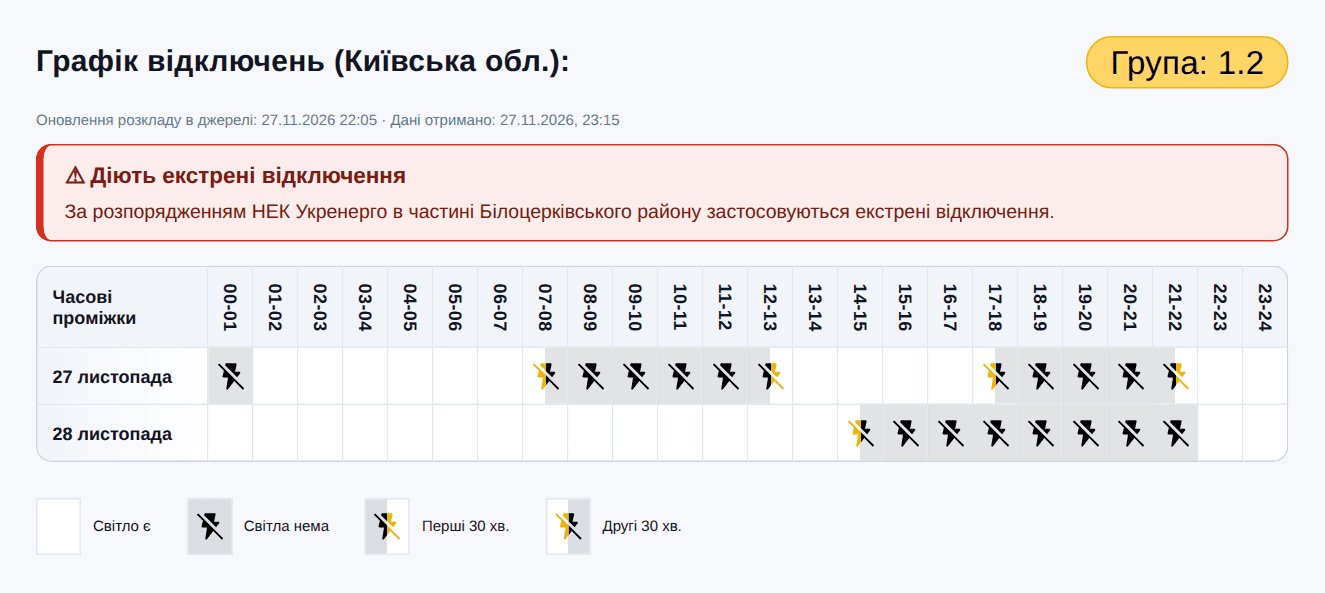 Графік відключень (Київська обл.):
Група: 1.2
Оновлення розкладу в джерелі: 27.11.2026 22:05 · Дані отримано: 27.11.2026, 23:15
⚠ Діють екстрені відключення
За розпорядженням НЕК Укренерго в частині Білоцерківського району застосовуються екстрені відключення.
Часові
проміжки
00-01 01-02 02-03 03-04 04-05 05-06 06-07 07-08 08-09 09-10 10-11 11-12 12-13 13-14 14-15 15-16 16-17 17-18 18-19 19-20 20-21 21-22 22-23 23-24
27 листопада
28 листопада
Світло є Світла нема Перші 30 хв. Другі 30 хв.